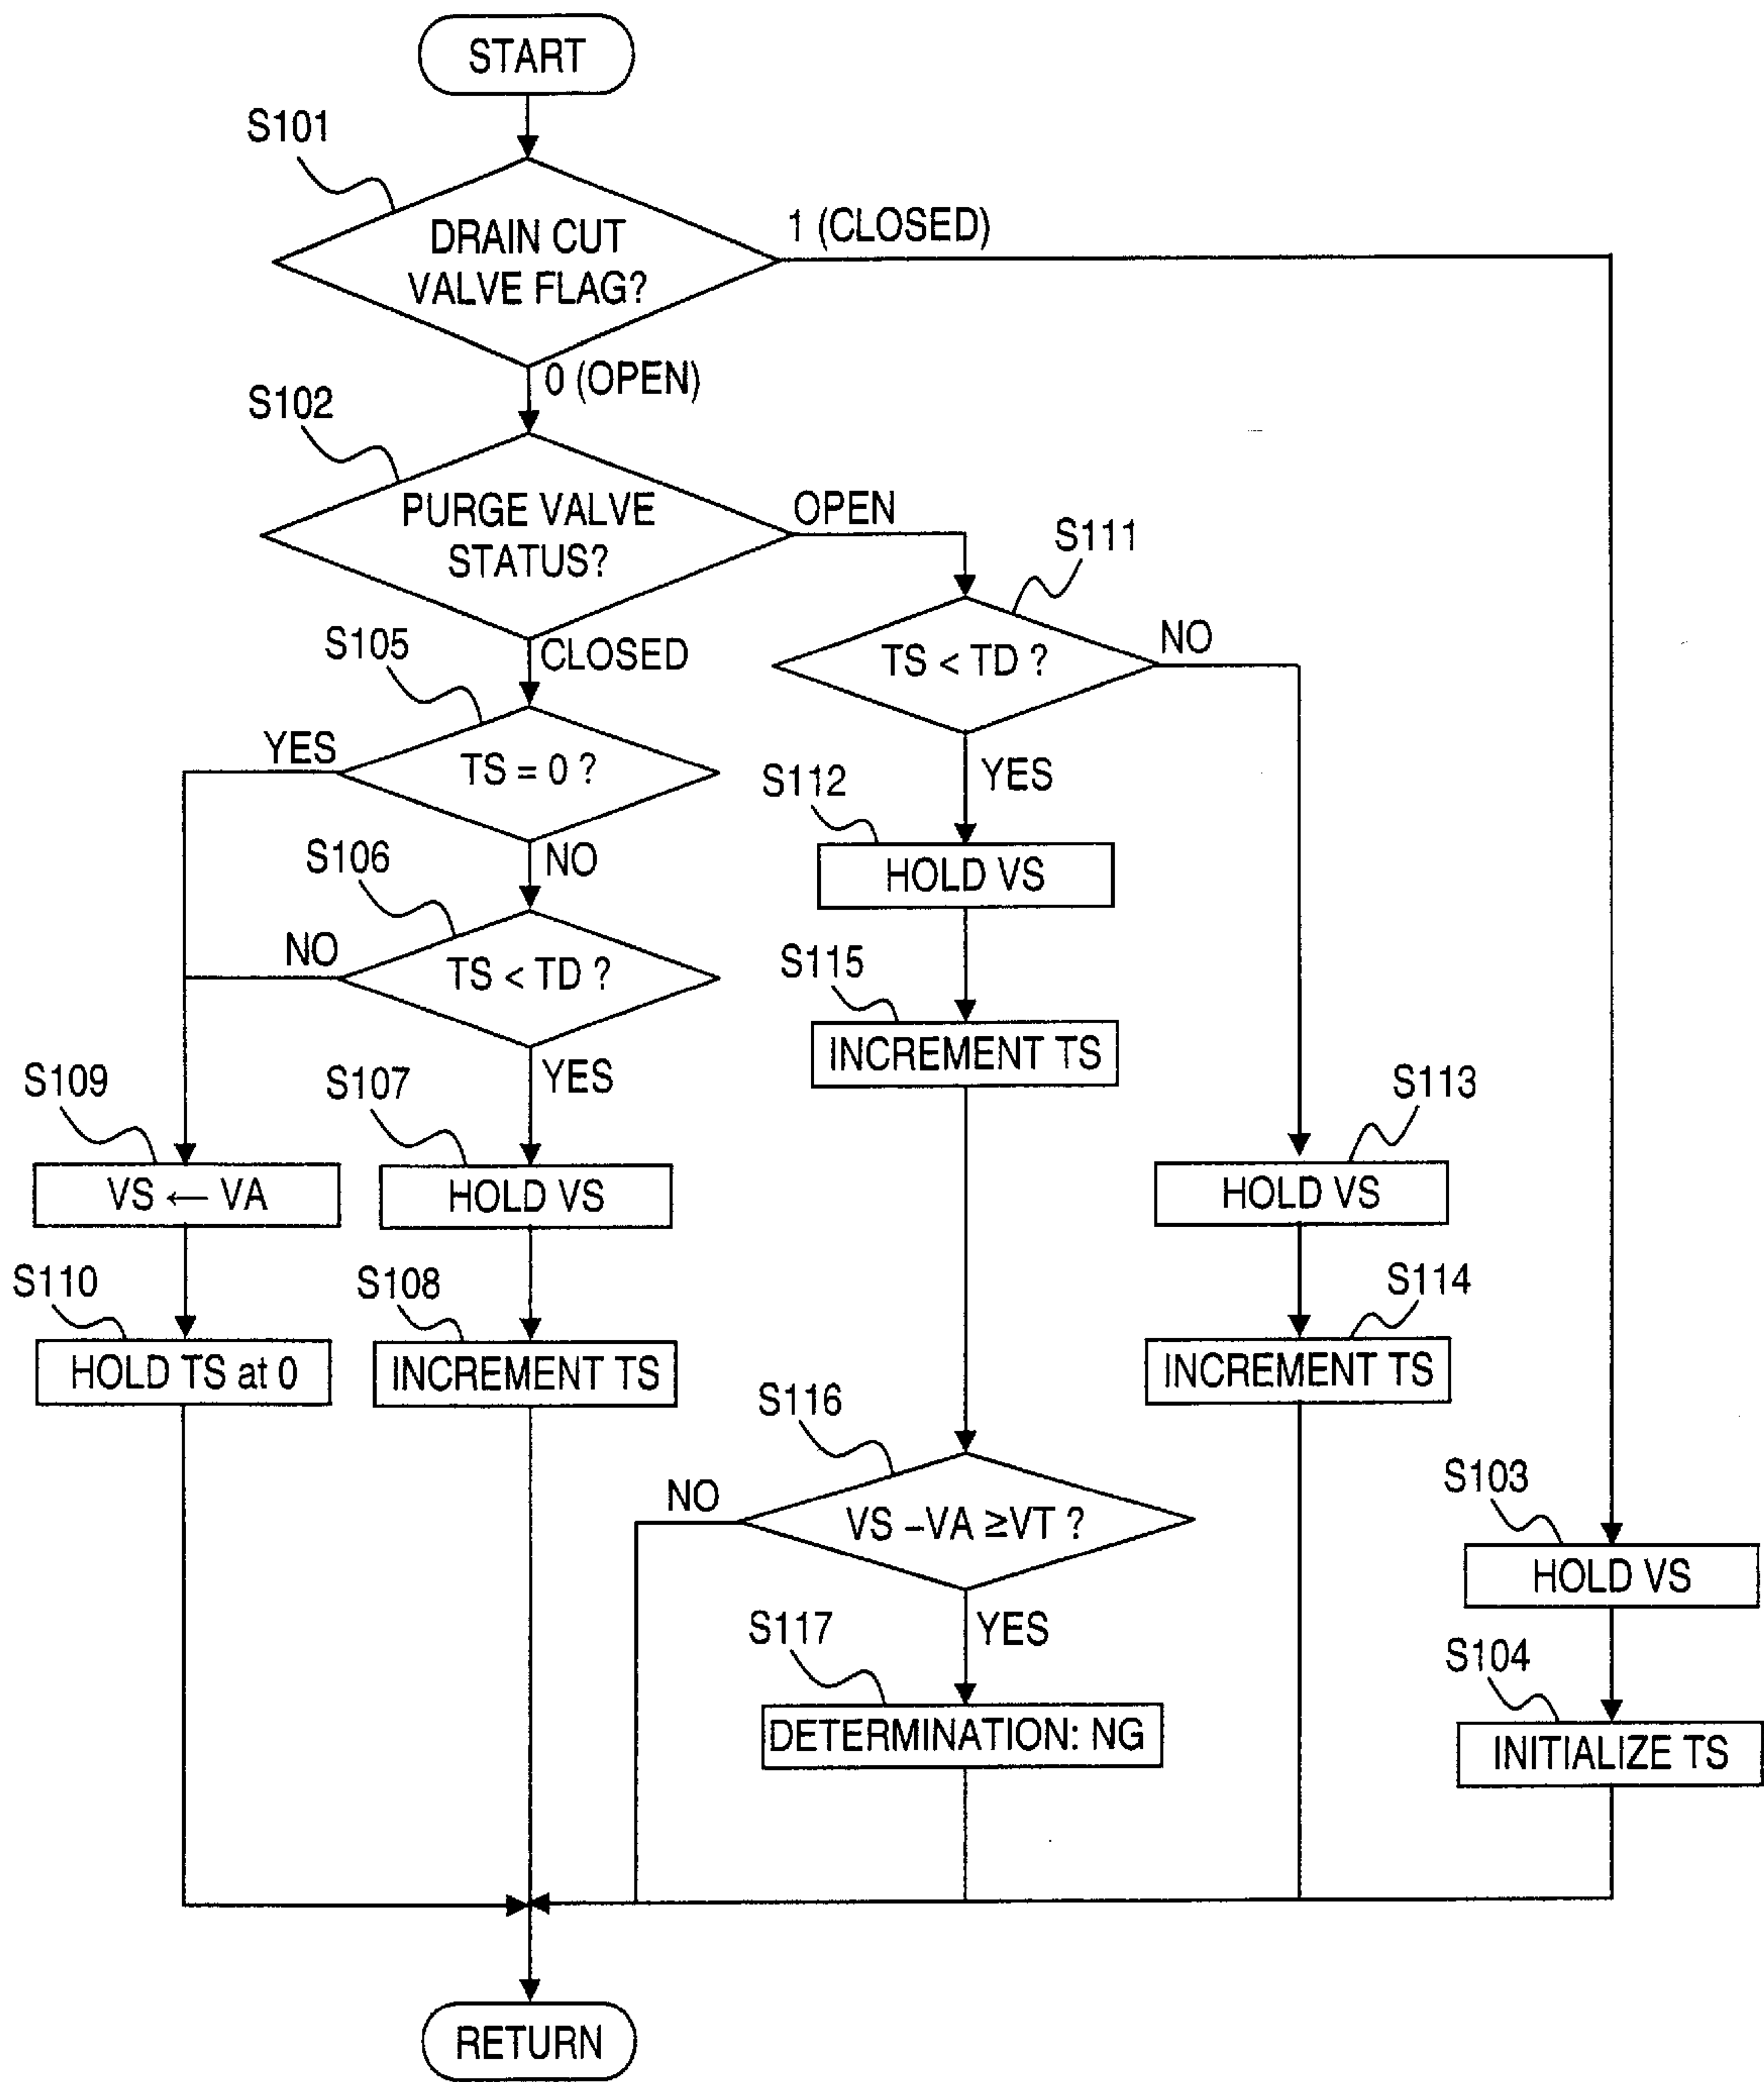 START
S101
DRAIN CUT
VALVE FLAG?
1 (CLOSED)
0 (OPEN)
S102
PURGE VALVE
STATUS?
OPEN
CLOSED
S111
TS < TD ?
NO
YES
S105
TS = 0 ?
YES
NO
S106
TS < TD ?
NO
YES
S112
HOLD VS
S115
INCREMENT TS
S109
VS ← VA
S107
HOLD VS
S113
HOLD VS
S110
HOLD TS at 0
S108
INCREMENT TS
S114
INCREMENT TS
S116
VS –VA ≥VT ?
NO
YES
S117
DETERMINATION: NG
S103
HOLD VS
S104
INITIALIZE TS
RETURN